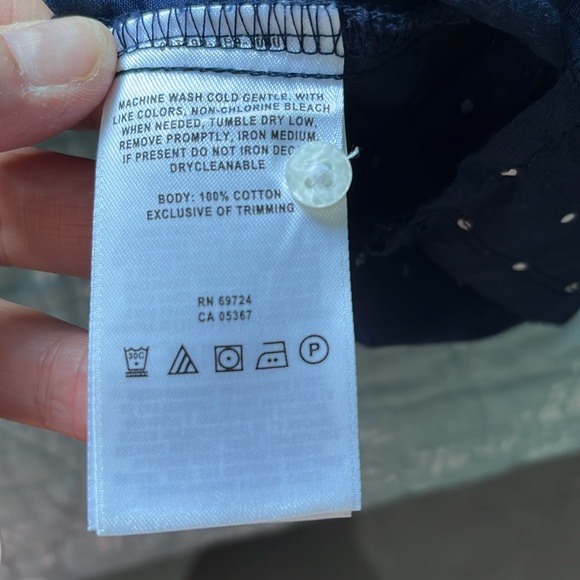 MACHINE WASH COLD GENTLE, WITH
LIKE COLORS, NON-CHLORINE BLEACH
WHEN NEEDED, TUMBLE DRY LOW,
REMOVE PROMPTLY, IRON MEDIUM.
IF PRESENT DO NOT IRON DEC
DRYCLEANABLE
BODY: 100% COTTON
EXCLUSIVE OF TRIMMING
RN 69724
CA 05367
30C
P